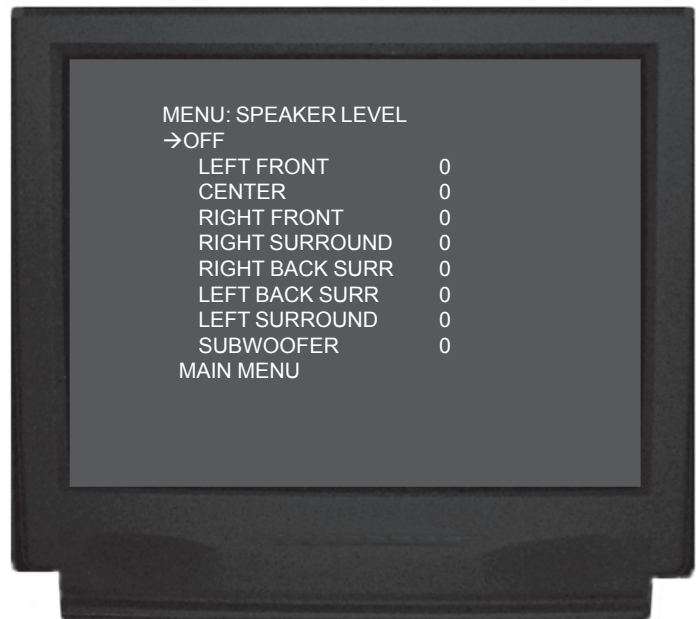 MENU: SPEAKER LEVEL
→OFF
LEFT FRONT 0
CENTER 0
RIGHT FRONT 0
RIGHT SURROUND 0
RIGHT BACK SURR 0
LEFT BACK SURR 0
LEFT SURROUND 0
SUBWOOFER 0
MAIN MENU